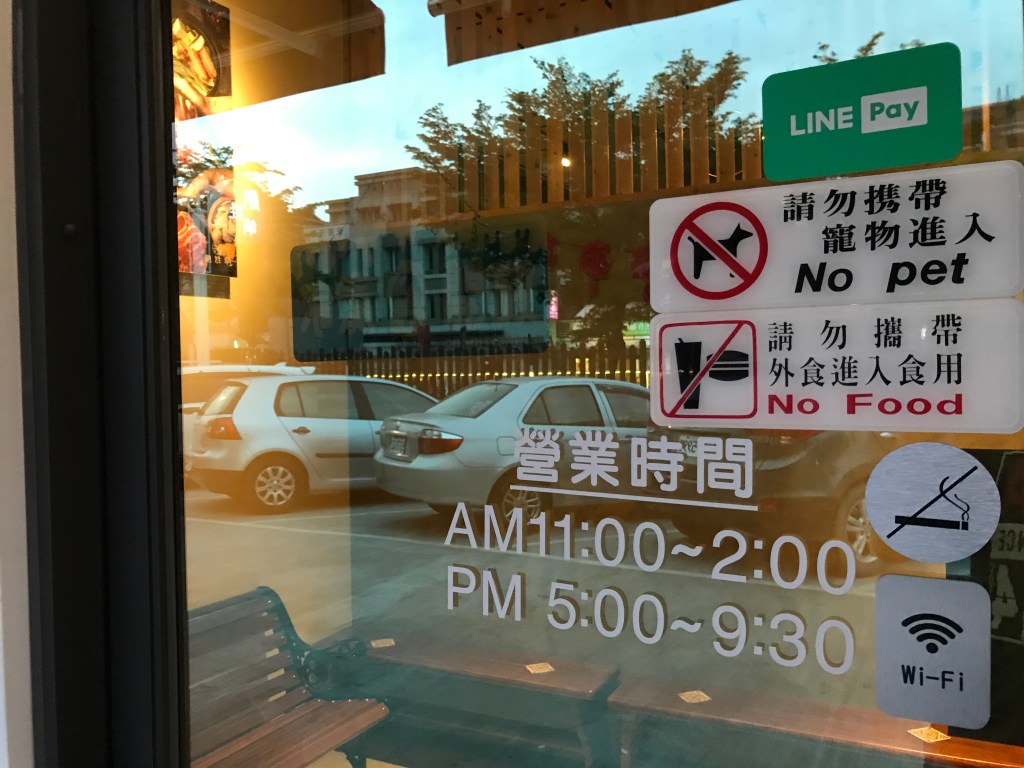 LINE Pay
請勿攜帶
寵物進入
No pet
請勿攜帶
外食進入食用
No Food
營業時間
AM11:00~2:00
PM 5:00~9:30
Wi-Fi